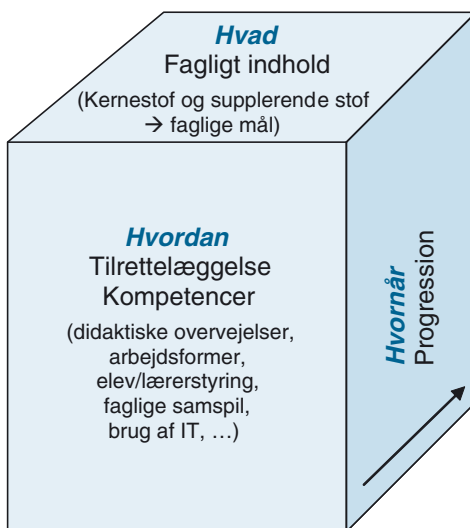 Hvad
Fagligt indhold
(Kernestof og supplerende stof
→ faglige mål)
Hvordan
Tilrettelæggelse
Kompetencer
(didaktiske overvejelser,
arbejdsformer,
elev/lærerstyring,
faglige samspil,
brug af IT, …)
Hvornår
Progression